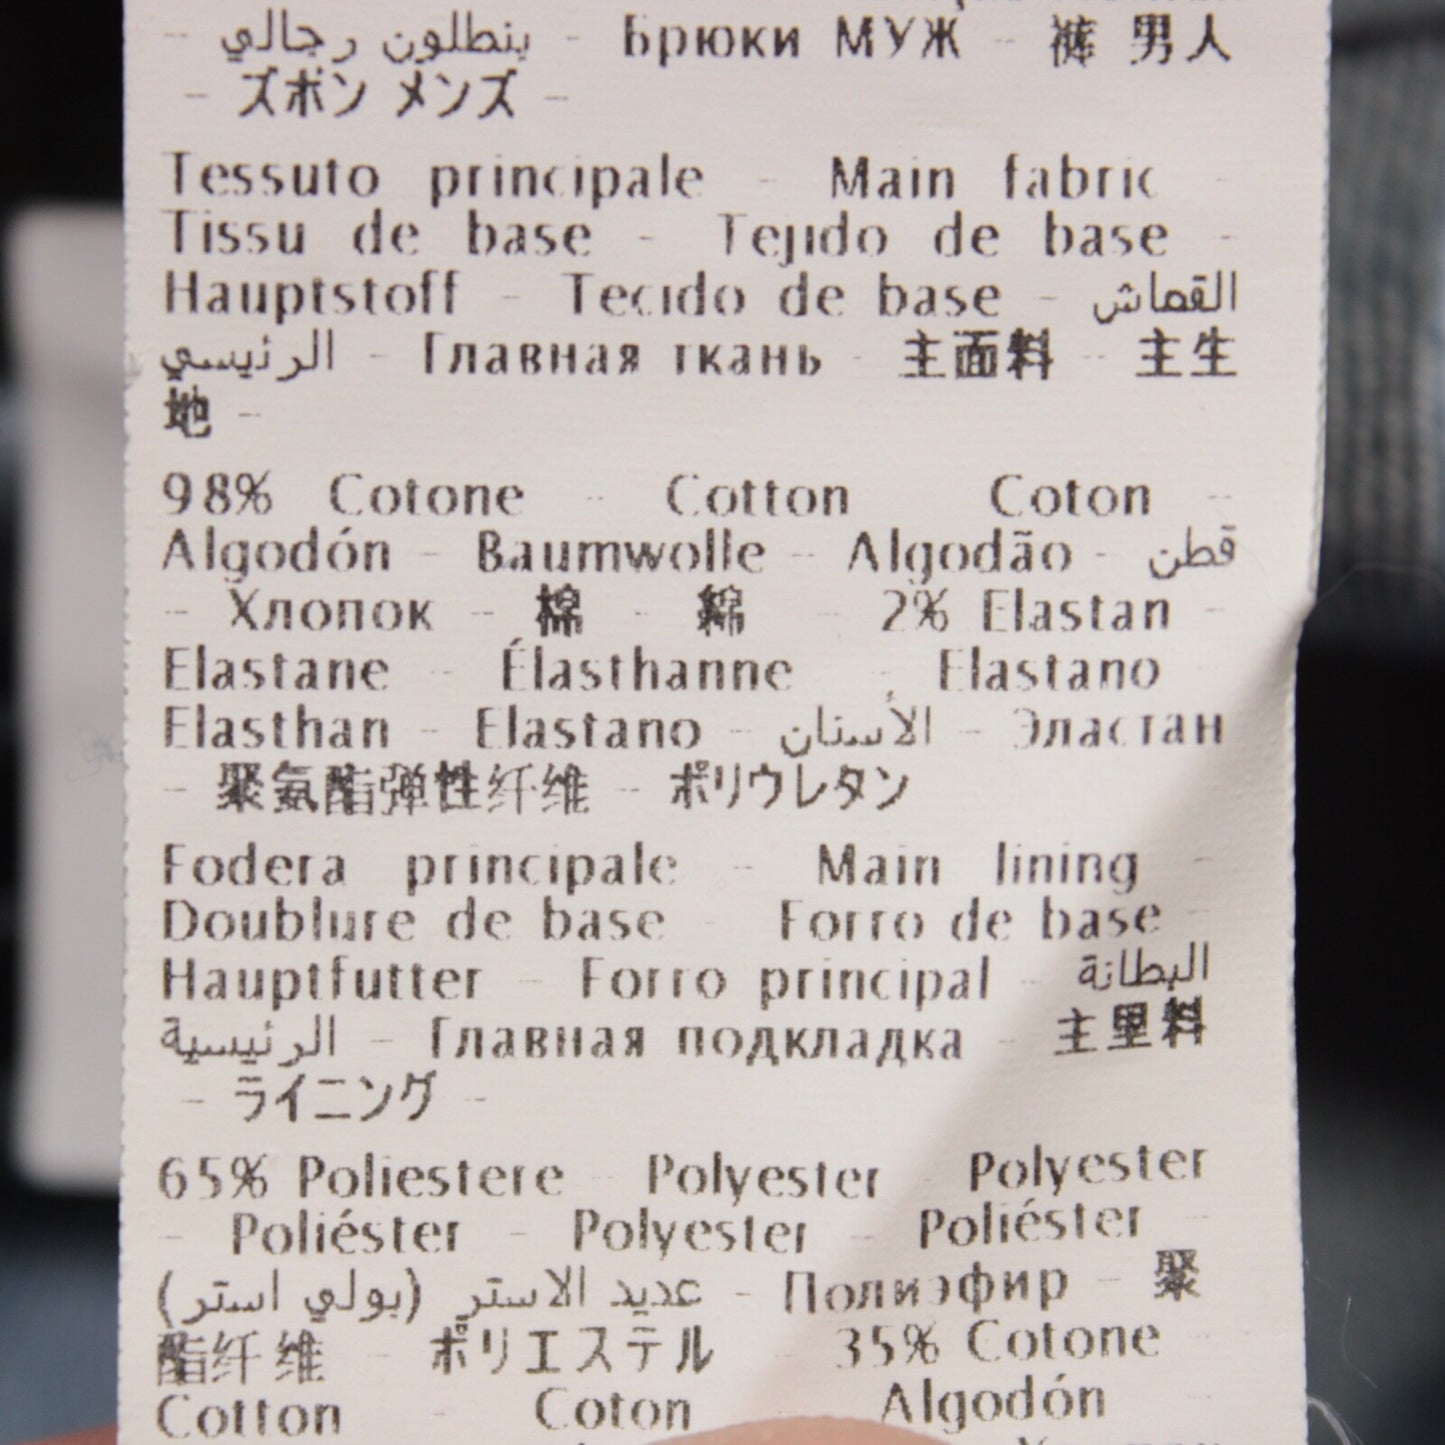 - بنطلون رجالي - Брюки МУЖ - 裤 男人
- ズボン メンズ -
Tessuto principale - Main fabric -
Tissu de base - Tejido de base -
Hauptstoff - Tecido de base - القماش
الرئيسي - Главная ткань - 主面料 - 主生
地 -
98% Cotone - Cotton - Coton -
Algodón - Baumwolle - Algodão - قطن
- Хлопок - 棉 - 綿 - 2% Elastan -
Elastane - Élasthanne - Elastano -
Elasthan - Elastano - الأستان - Эластан
- 聚氨酯弹性纤维 - ポリウレタン
Fodera principale - Main lining -
Doublure de base - Forro de base -
Hauptfutter - Forro principal - البطانة
الرئيسية - Главная подкладка - 主里料
- ライニング -
65% Poliestere - Polyester - Polyester
- Poliéster - Polyester - Poliéster -
عديد الاستر (بولي استر) - Полиэфир - 聚
酯纤维 - ポリエステル - 35% Cotone -
Cotton - Coton - Algodón -